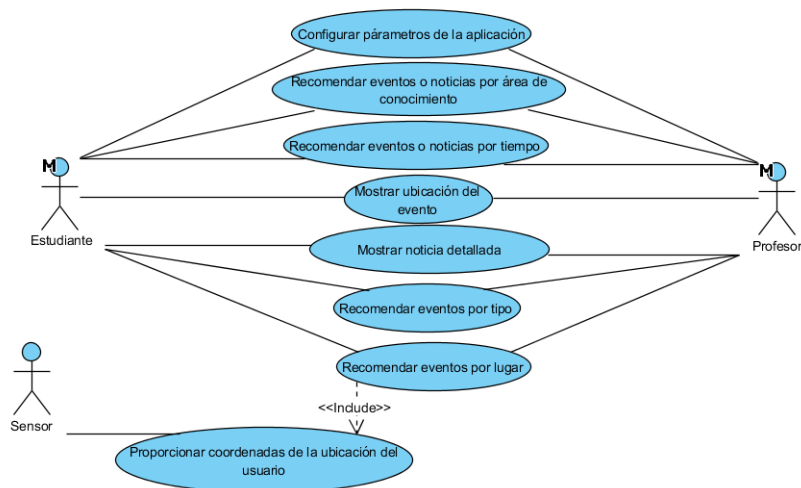 Configurar párametros de la aplicación
Recomendar eventos o noticias por área de
conocimiento
Recomendar eventos o noticias por tiempo
M
M
Mostrar ubicación del
evento
Estudiante
Profesor
Mostrar noticia detallada
Recomendar eventos por tipo
Recomendar eventos por lugar
<<Include>>
Sensor
Proporcionar coordenadas de la ubicación del
usuario